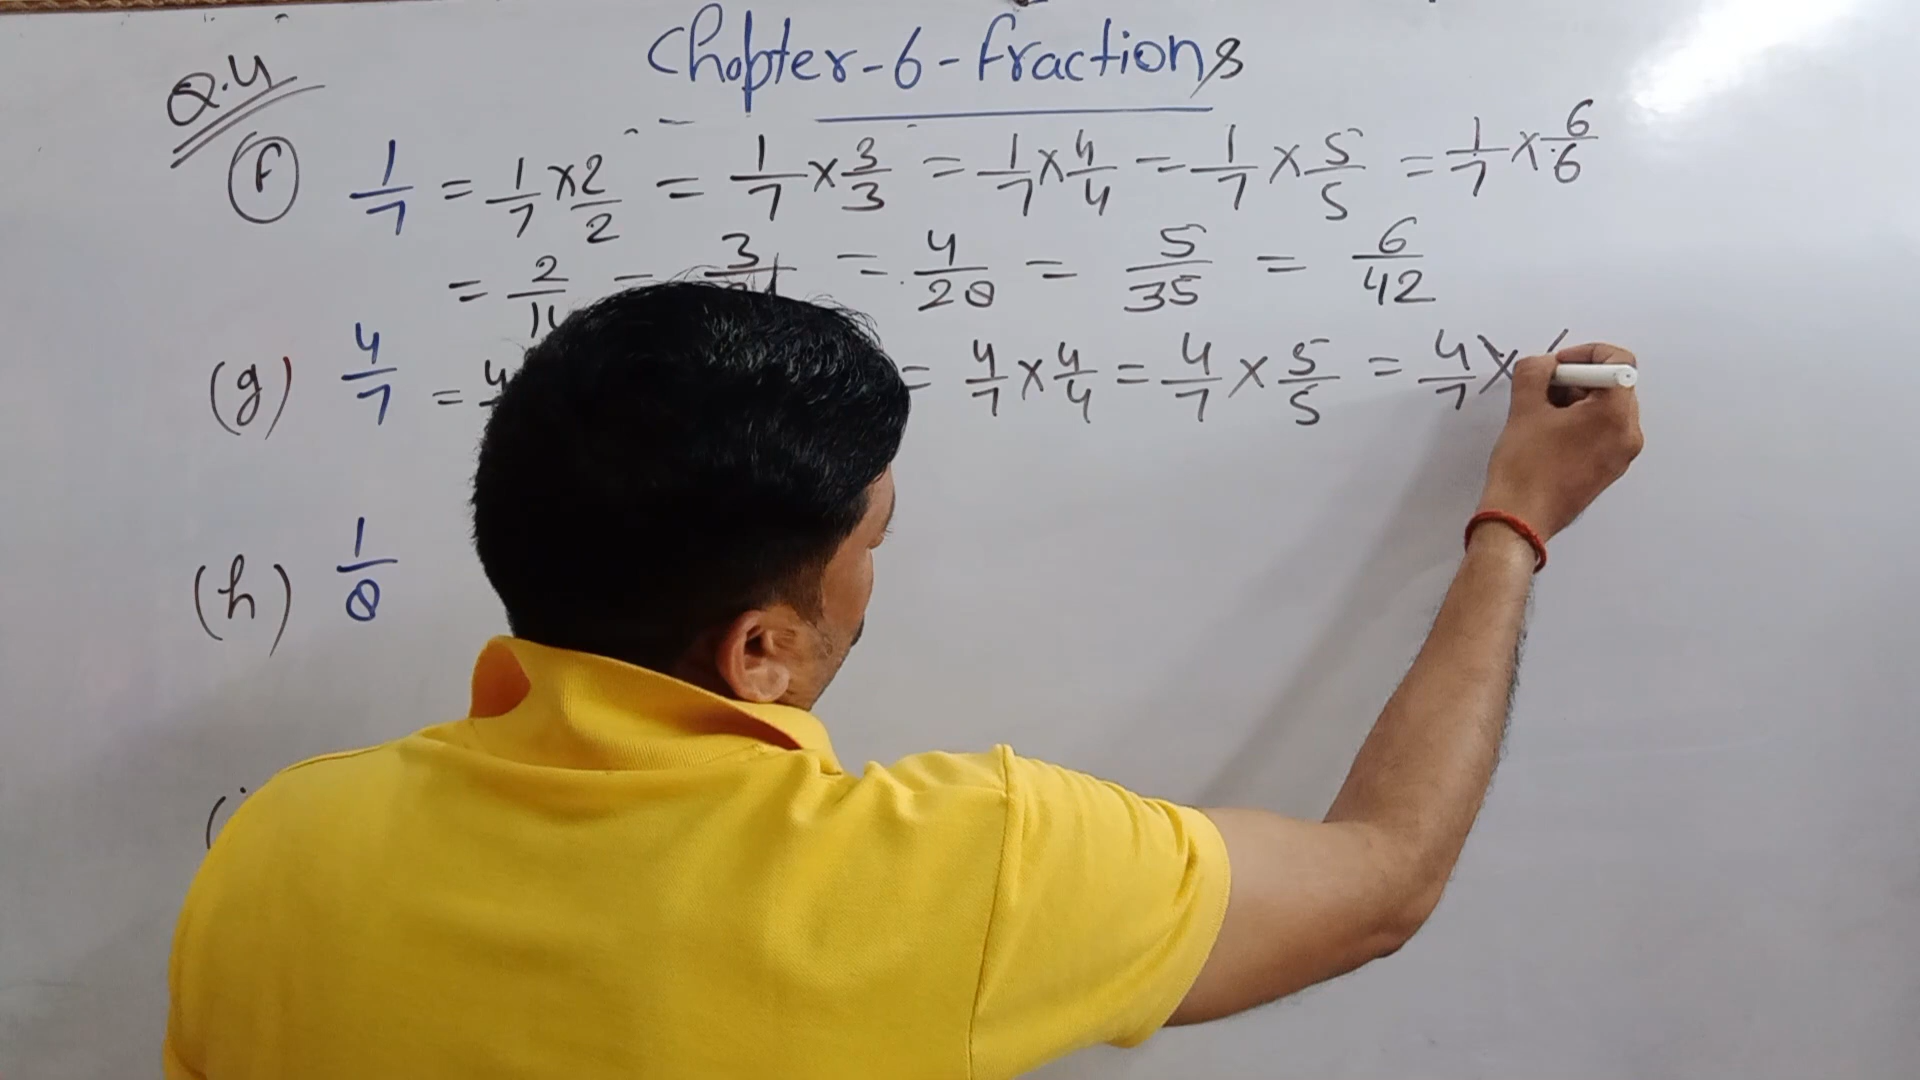 Chapter-6-fractions
Q.4
(f) 1/7 = 1/7 × 2/2 = 1/7 × 3/3 = 1/7 × 4/4 = 1/7 × 5/5 = 1/7 × 6/6
= 2/14 = 3/21 = 4/28 = 5/35 = 6/42
(g) 4/7 = = 4/7 × 4/4 = 4/7 × 5/5 = 4/7 ×
(h) 1/8